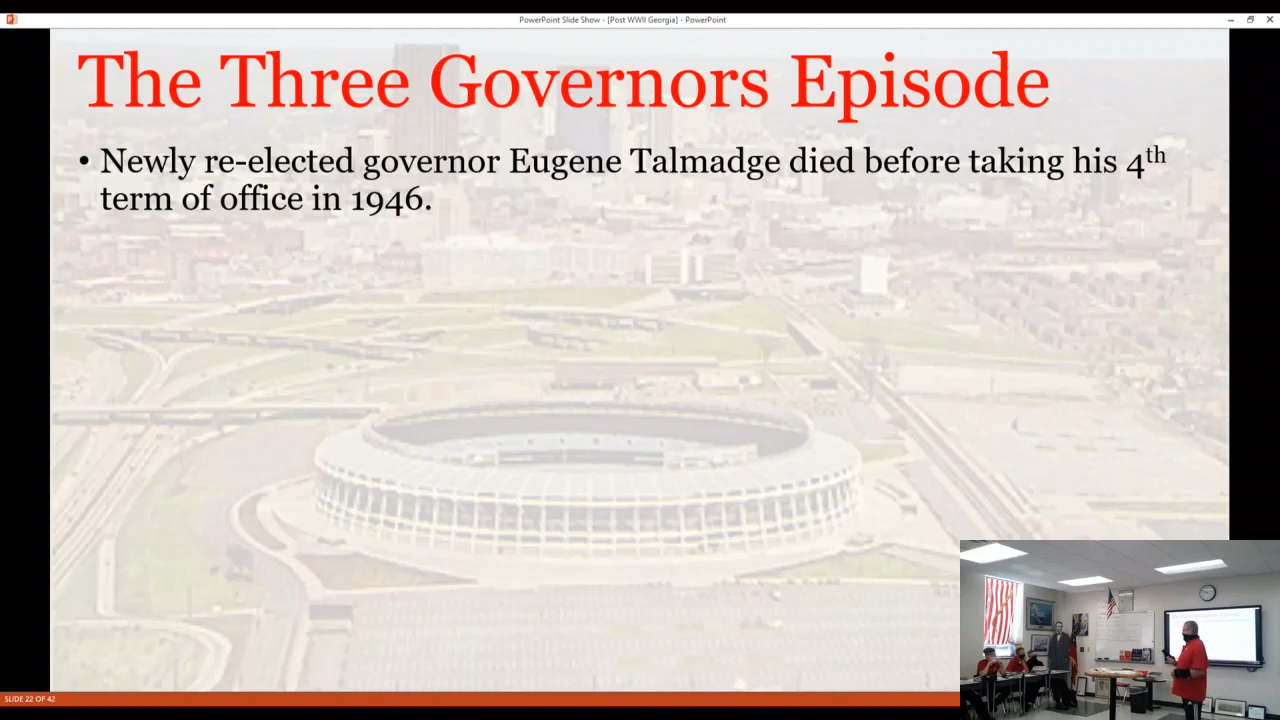 PowerPoint Slide Show - [Post WWII Georgia] - PowerPoint
The Three Governors Episode
• Newly re-elected governor Eugene Talmadge died before taking his 4th
term of office in 1946.
SLIDE 22 OF 42